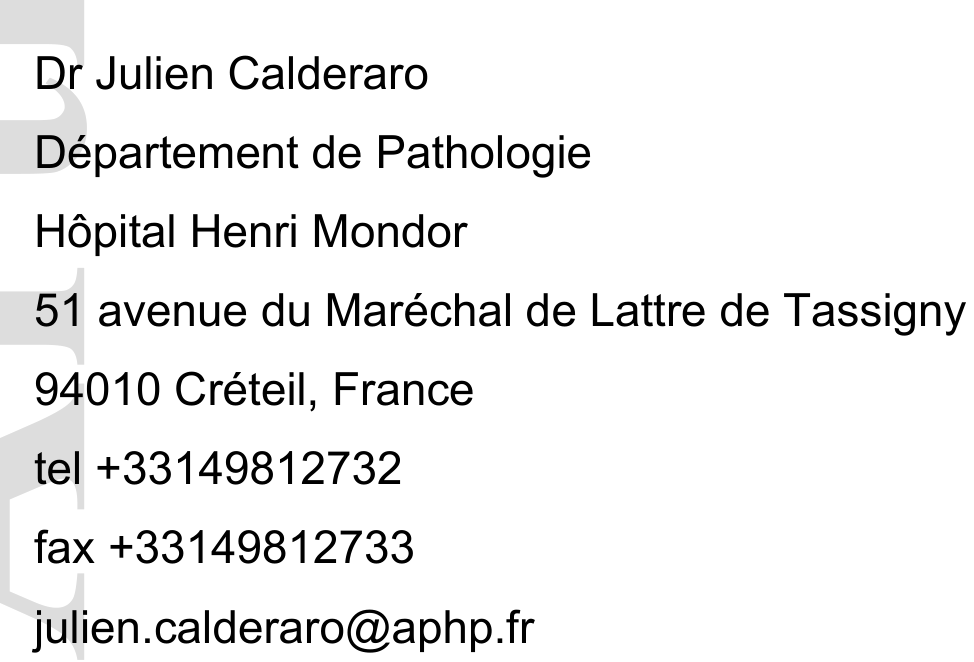 Dr Julien Calderaro
Département de Pathologie
Hôpital Henri Mondor
51 avenue du Maréchal de Lattre de Tassigny
94010 Créteil, France
tel +33149812732
fax +33149812733
julien.calderaro@aphp.fr